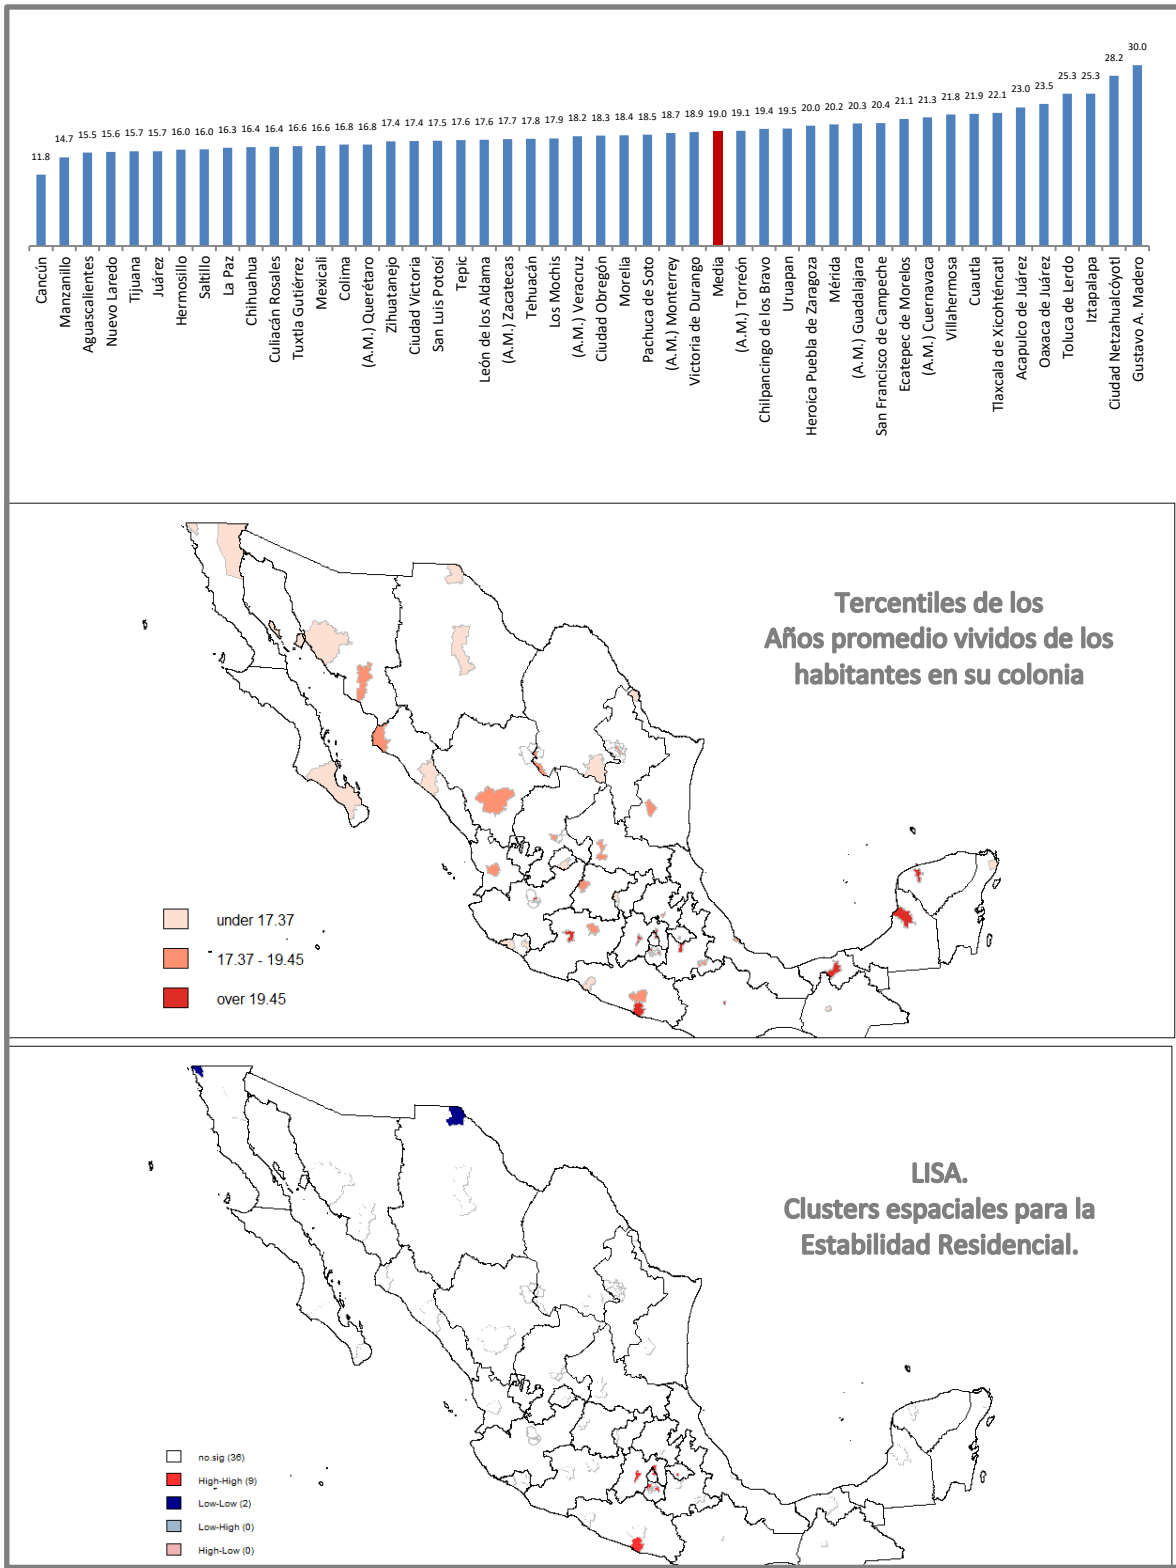 11.8
14.7
15.5
15.6
15.7
15.7
16.0
16.0
16.3
16.4
16.4
16.6
16.6
16.8
16.8
17.4
17.4
17.5
17.6
17.6
17.7
17.8
17.9
18.2
18.3
18.4
18.5
18.7
18.9
19.0
19.1
19.4
19.5
20.0
20.2
20.3
20.4
21.1
21.3
21.8
21.9
22.1
23.0
23.5
25.3
25.3
28.2
30.0
Cancún
Manzanillo
Aguascalientes
Nuevo Laredo
Tijuana
Juárez
Hermosillo
Saltillo
La Paz
Chihuahua
Culiacán Rosales
Tuxtla Gutiérrez
Mexicali
Colima
(A.M.) Querétaro
Zihuatanejo
Ciudad Victoria
San Luis Potosí
Tepic
León de los Aldama
(A.M.) Zacatecas
Tehuacán
Los Mochis
(A.M.) Veracruz
Ciudad Obregón
Morelia
Pachuca de Soto
(A.M.) Monterrey
Victoria de Durango
Media
(A.M.) Torreón
Chilpancingo de los Bravo
Uruapan
Heroica Puebla de Zaragoza
Mérida
(A.M.) Guadalajara
San Francisco de Campeche
Ecatepec de Morelos
(A.M.) Cuernavaca
Villahermosa
Cuautla
Tlaxcala de Xicohténcatl
Acapulco de Juárez
Oaxaca de Juárez
Toluca de Lerdo
Iztapalapa
Ciudad Netzahualcóyotl
Gustavo A. Madero
Tercentiles de los
Años promedio vividos de los
habitantes en su colonia
under 17.37
17.37 - 19.45
over 19.45
LISA.
Clusters espaciales para la
Estabilidad Residencial.
no.sig (36)
High-High (9)
Low-Low (2)
Low-High (0)
High-Low (0)